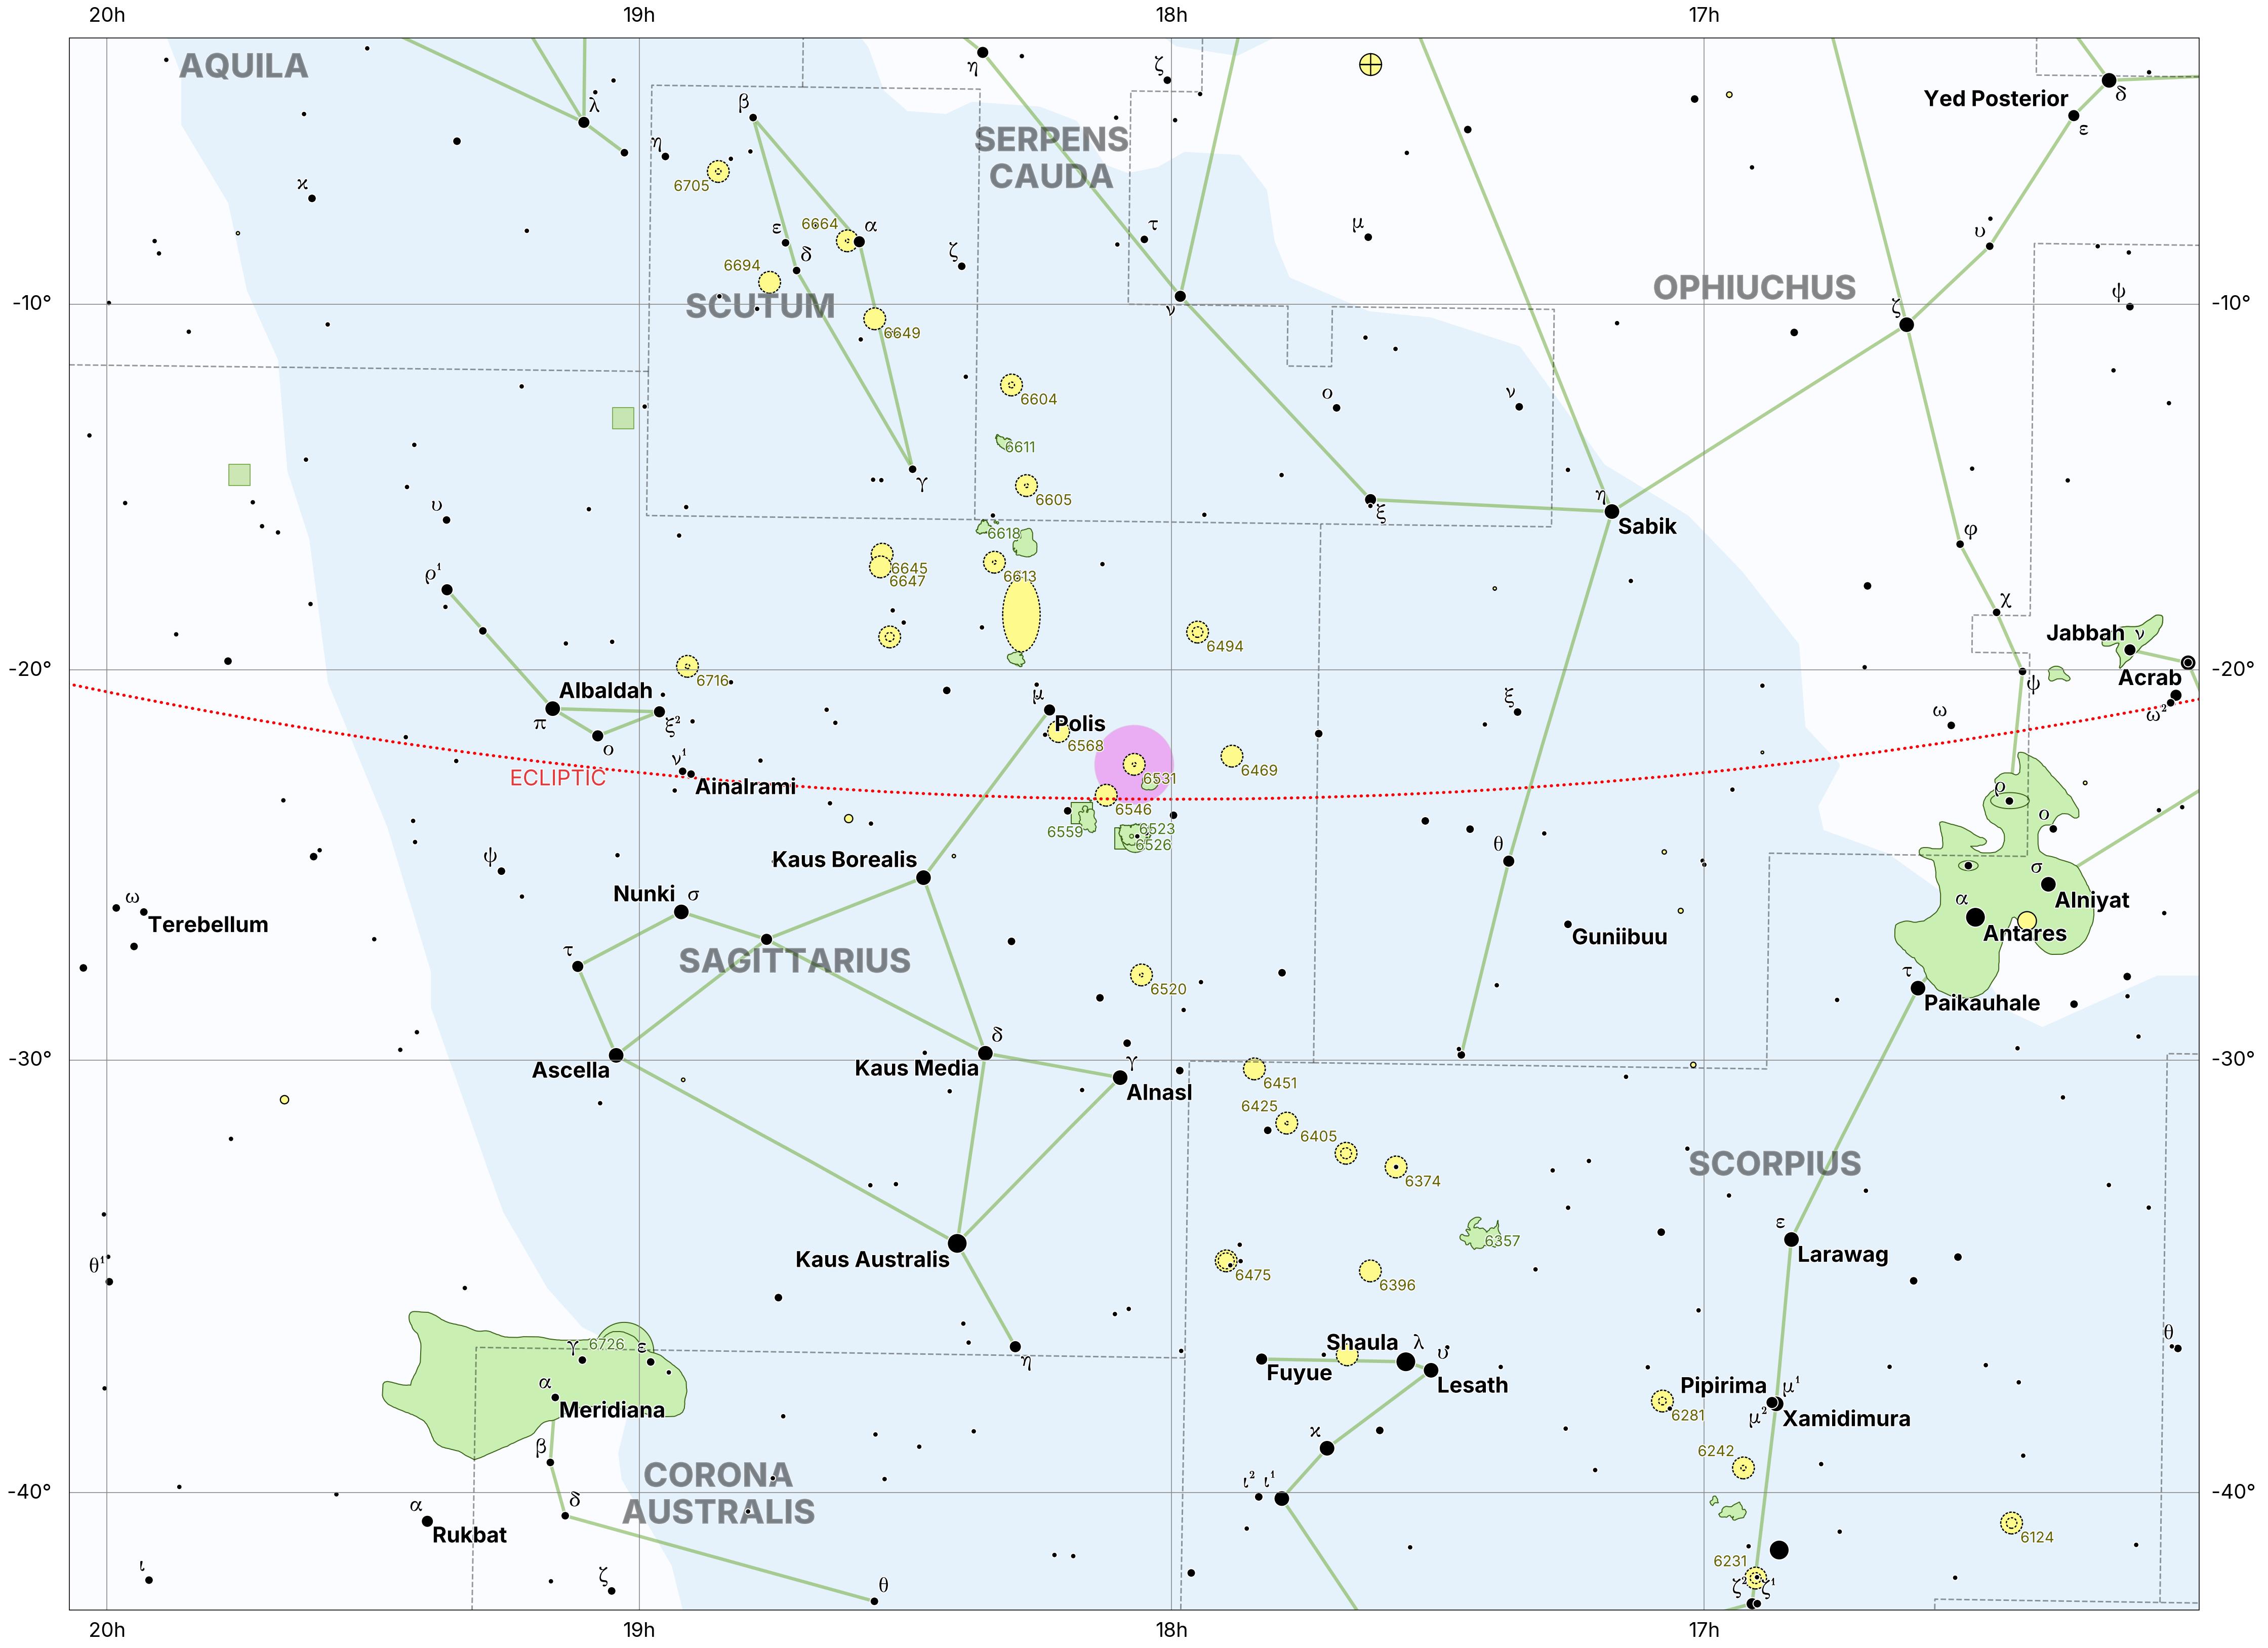 20h 19h 18h 17h
AQUILA
η
ζ
λ
β
Yed Posterior
δ
ε
SERPENS
CAUDA
η
6705
ϰ
6664
α
ε
δ
ζ
τ
μ
υ
6694
SCUTUM
OPHIUCHUS
ψ
-10° -10°
ν
ζ
6649
6604
ο
ν
6611
γ
υ
6605
ξ
η
Sabik
6618
φ
6645
6647
6613
ρ¹
χ
6494
Jabbah ν
-20° -20°
6716
Acrab
ψ
Albaldah
π
ξ²
ο
μ
Polis
ξ
ω
ω²
6568
ν¹
Ainalrami
ECLIPTIC
6531
6469
6546
ρ
6559
6523
6526
ο
ψ
Kaus Borealis
θ
σ
Alniyat
Nunki σ
ω
Terebellum
α
Antares
Guniibuu
τ
SAGITTARIUS
6520
τ
Paikauhale
δ
Kaus Media
Ascella
γ
Alnasl
-30° -30°
6451
6425
6405
6374
SCORPIUS
6357
ε
Larawag
Kaus Australis
θ¹
6475
6396
γ
6726
ε
η
Shaula λ
υ
Fuyue
Lesath
θ
α
Meridiana
Pipirima μ¹
μ² Xamidimura
6281
ϰ
β
6242
CORONA
AUSTRALIS
ι² ι¹
-40° -40°
δ
α
Rukbat
6124
6231
ι
ζ
θ
ζ² ζ¹
20h 19h 18h 17h